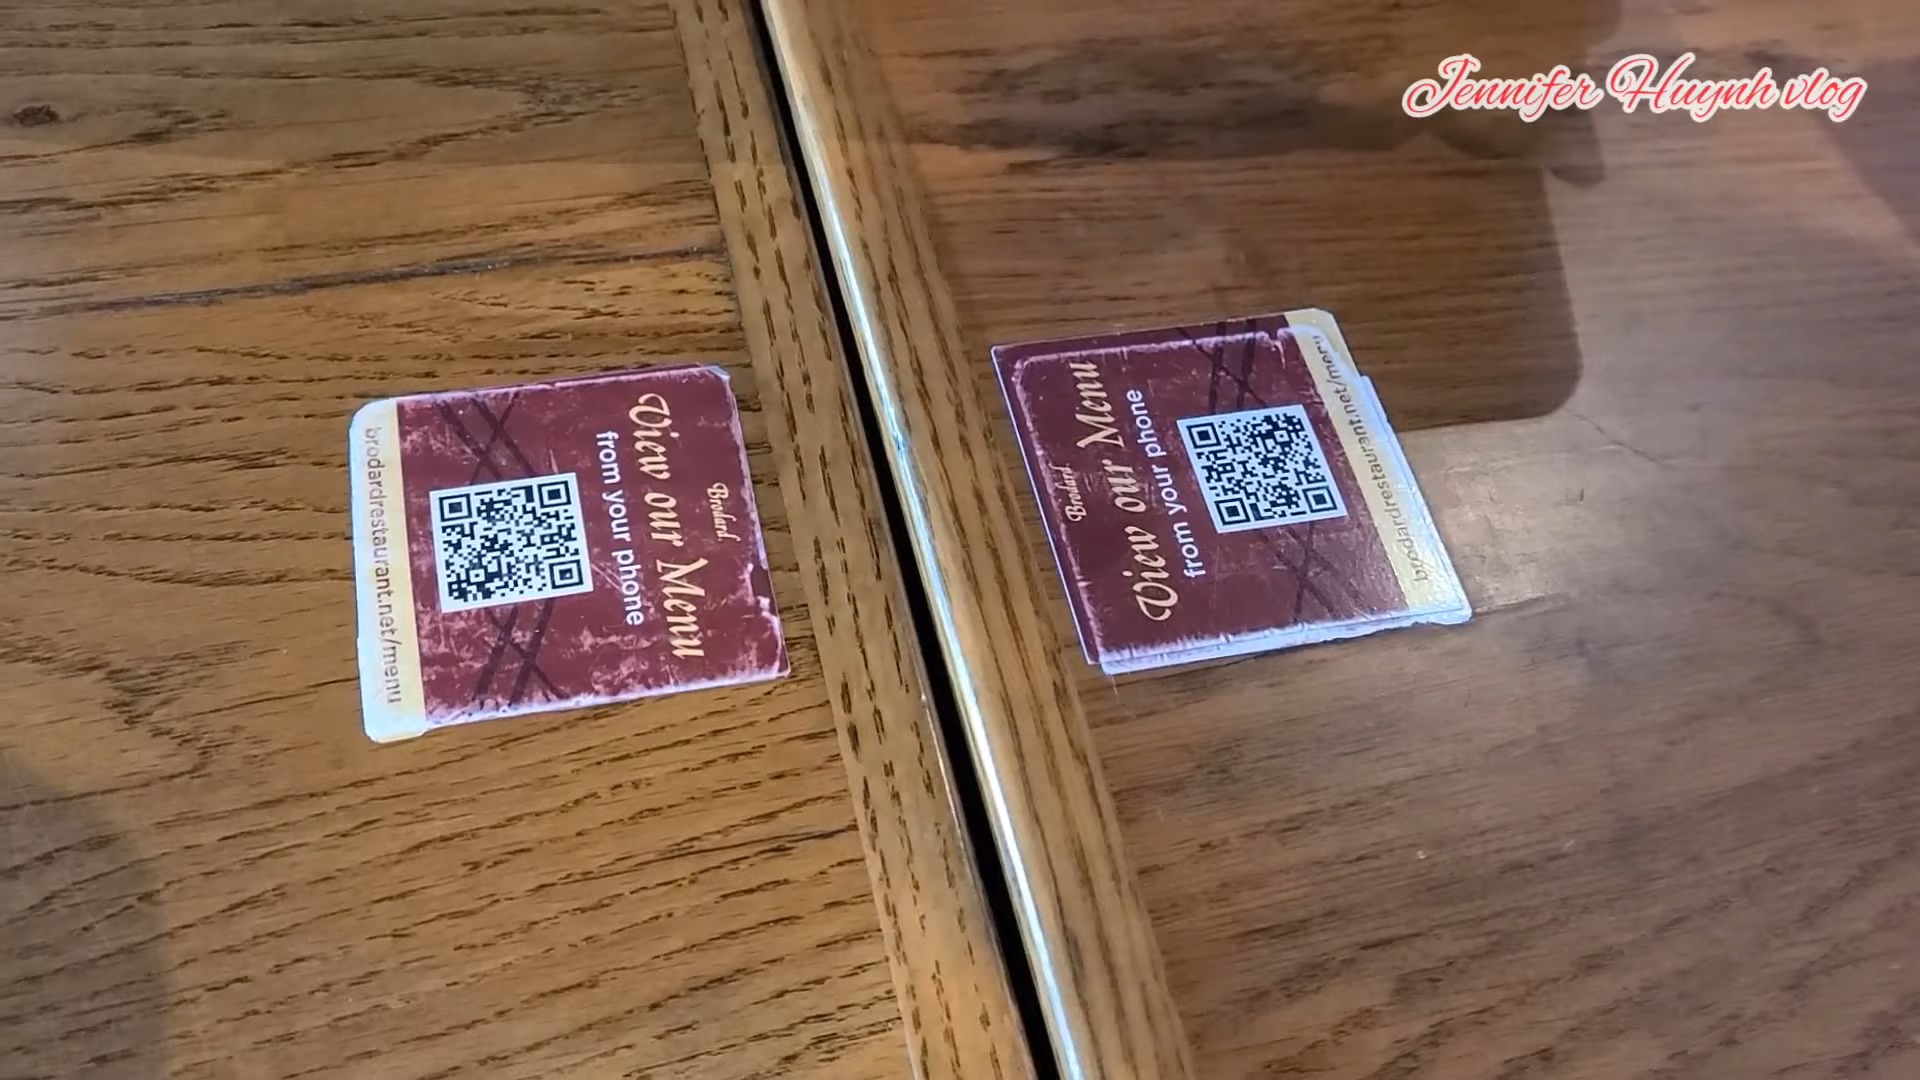 Jennifer Huynh vlog
Brodard
View our Menu
from your phone
brodardrestaurant.net/menu
Brodard
View our Menu
from your phone
brodardrestaurant.net/menu